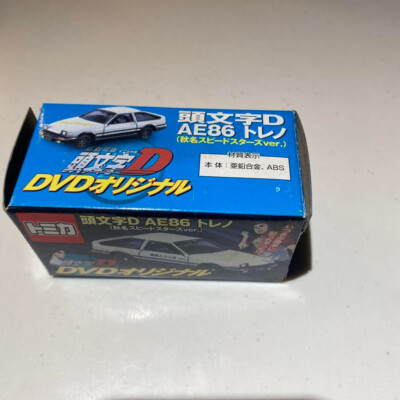 頭文字D
AE86 トレノ
(秋名スピードスターズver.)
材質表示
本体:亜鉛合金、ABS
頭文字D
DVDオリジナル
トミカ
頭文字D AE86 トレノ
(秋名スピードスターズver.)
頭文字D
DVDオリジナル